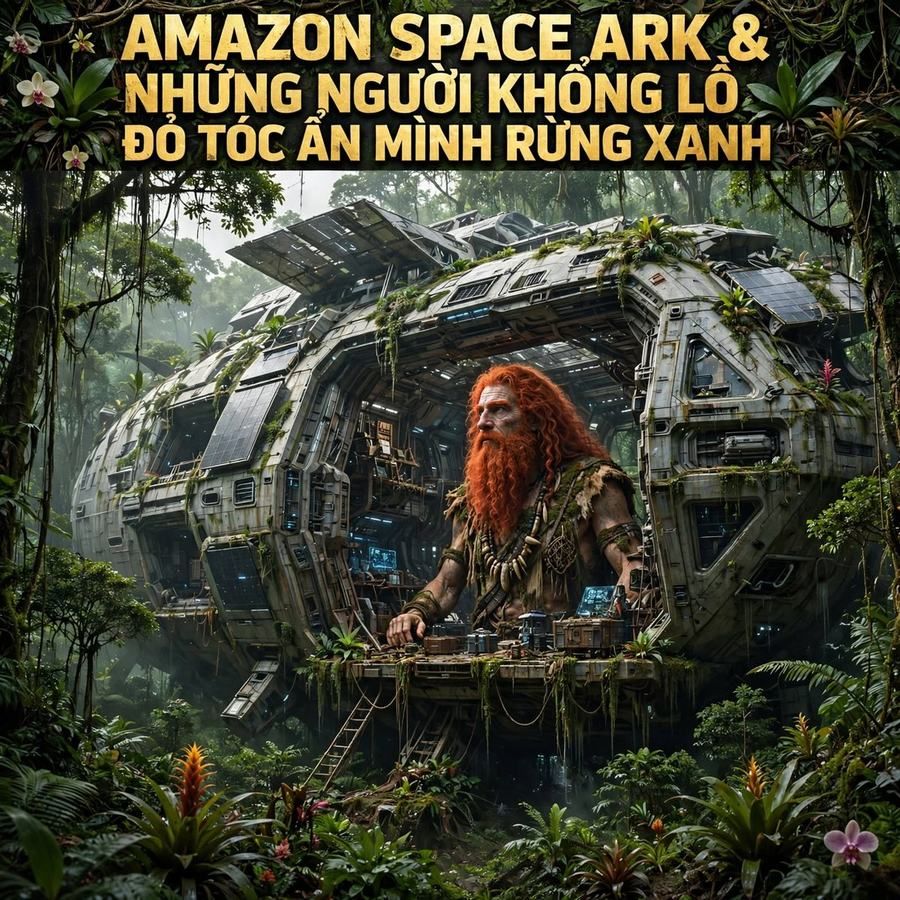 AMAZON SPACE ARK &
NHỮNG NGƯỜI KHỔNG LỒ
ĐỎ TÓC ẨN MÌNH RỪNG XANH